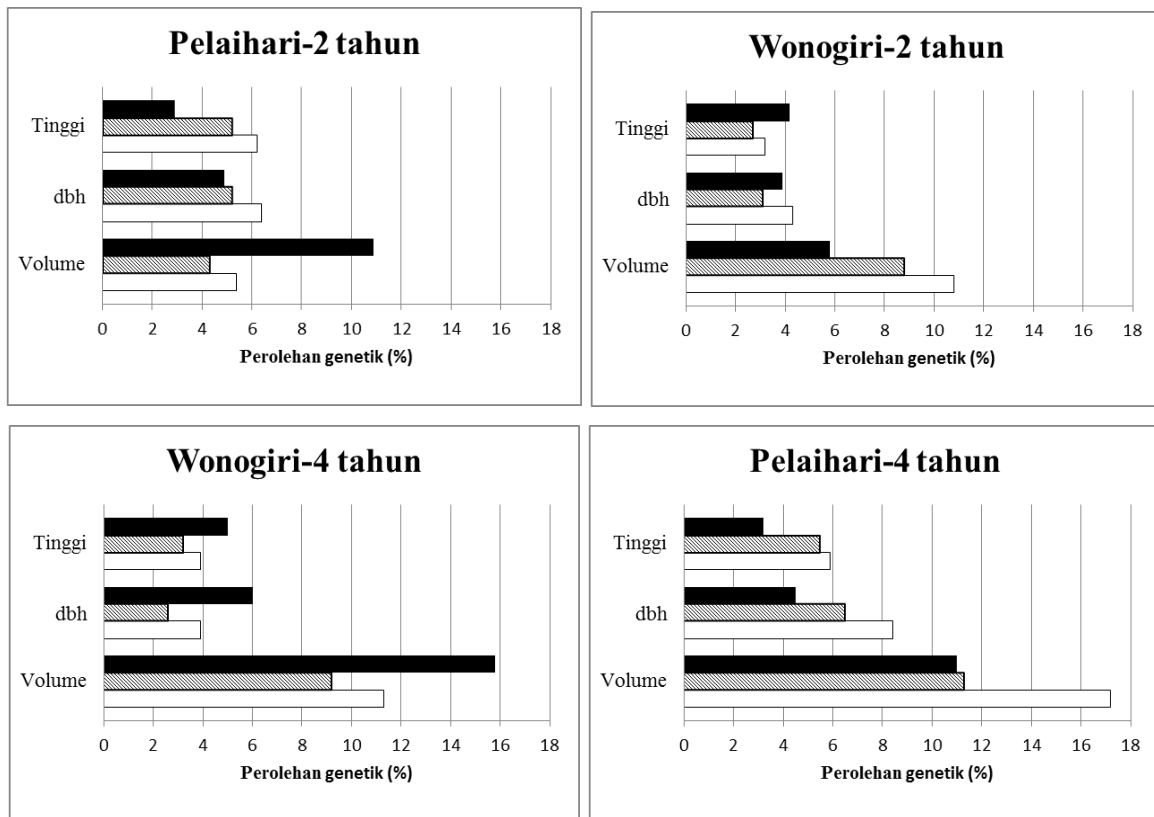 Pelaihari-2 tahun
Tinggi
dbh
Volume
0 2 4 6 8 10 12 14 16 18
Perolehan genetik (%)
Wonogiri-2 tahun
Tinggi
dbh
Volume
0 2 4 6 8 10 12 14 16 18
Perolehan genetik (%)
Wonogiri-4 tahun
Tinggi
dbh
Volume
0 2 4 6 8 10 12 14 16 18
Perolehan genetik (%)
Pelaihari-4 tahun
Tinggi
dbh
Volume
0 2 4 6 8 10 12 14 16 18
Perolehan genetik (%)